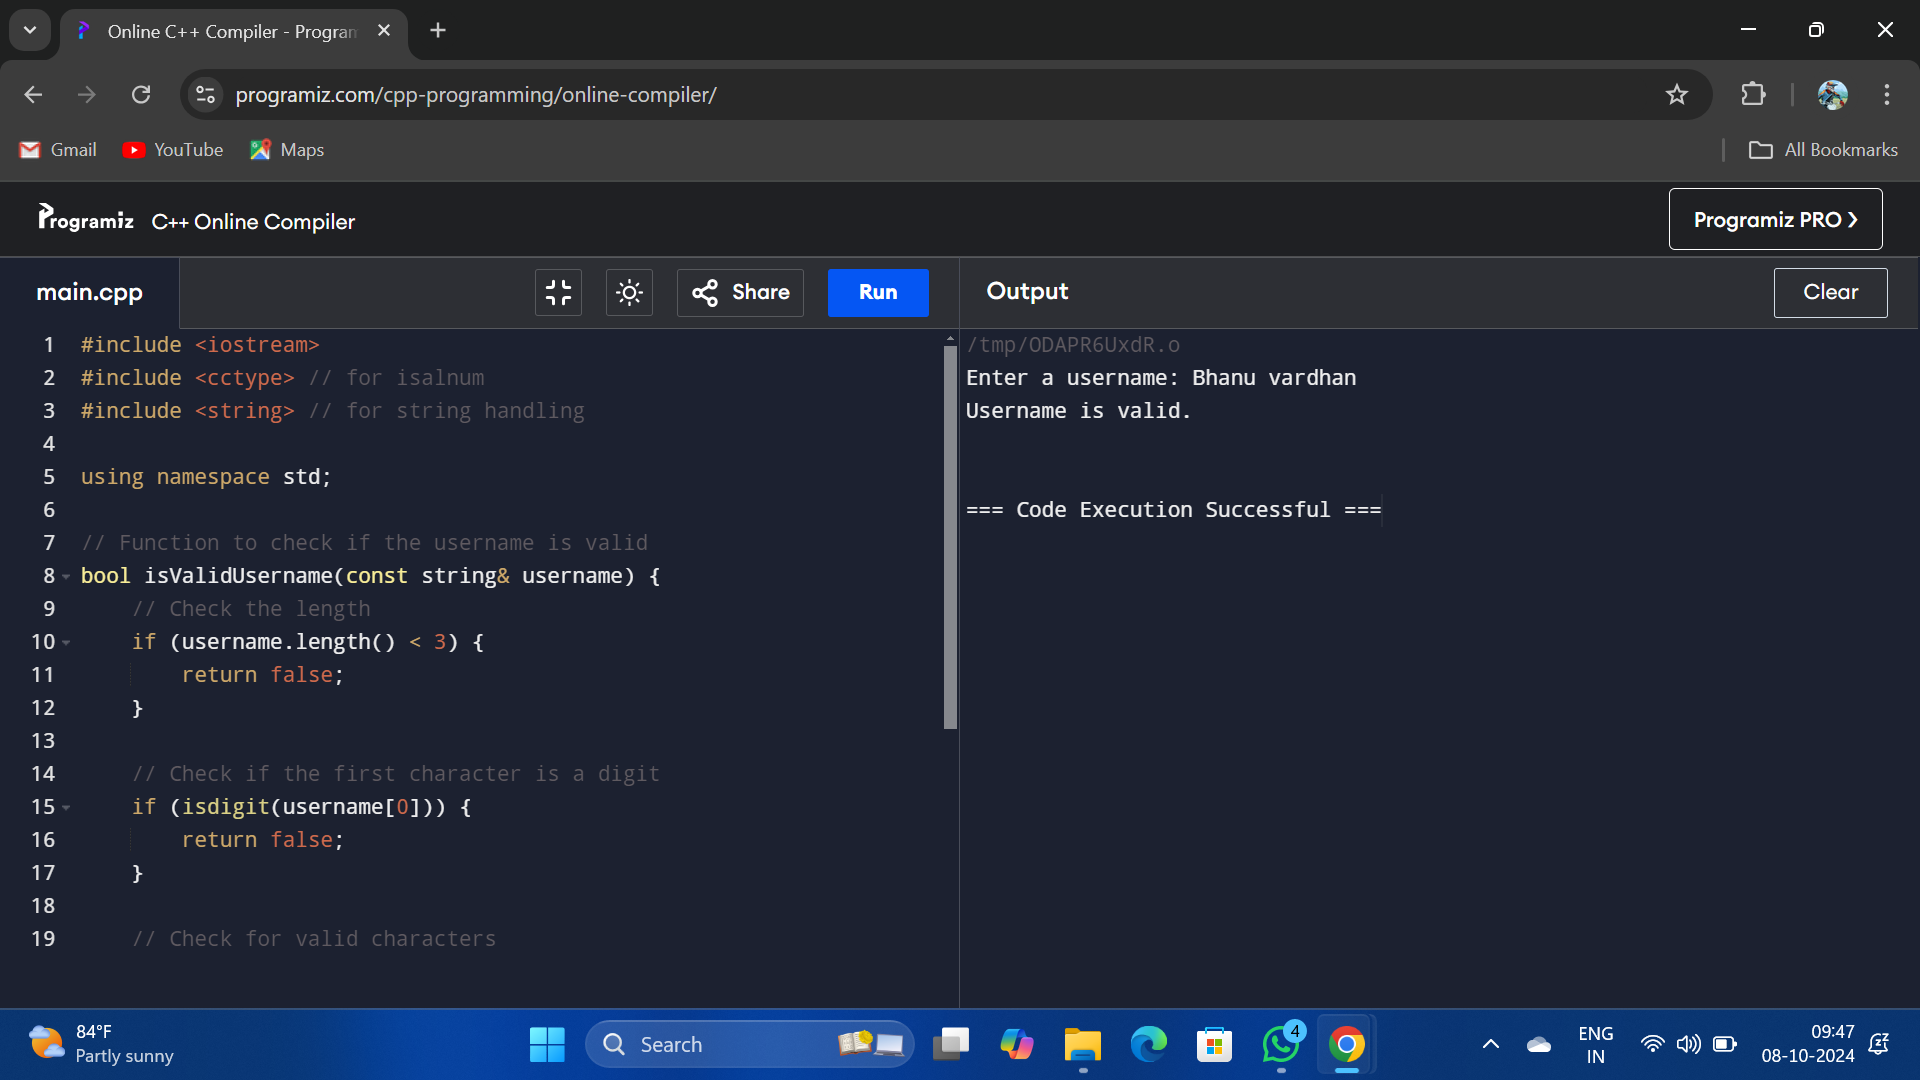 Online C++ Compiler - Program
programiz.com/cpp-programming/online-compiler/
Gmail YouTube Maps All Bookmarks
Programiz C++ Online Compiler Programiz PRO ›
main.cpp Share Run Output Clear
1 #include <iostream>
2 #include <cctype> // for isalnum
3 #include <string> // for string handling
4
5 using namespace std;
6
7 // Function to check if the username is valid
8 bool isValidUsername(const string& username) {
9 // Check the length
10 if (username.length() < 3) {
11 return false;
12 }
13
14 // Check if the first character is a digit
15 if (isdigit(username[0])) {
16 return false;
17 }
18
19 // Check for valid characters
/tmp/ODAPR6UxdR.o
Enter a username: Bhanu vardhan
Username is valid.
=== Code Execution Successful ===
84°F
Partly sunny
Search
4
ENG
IN
09:47
08-10-2024